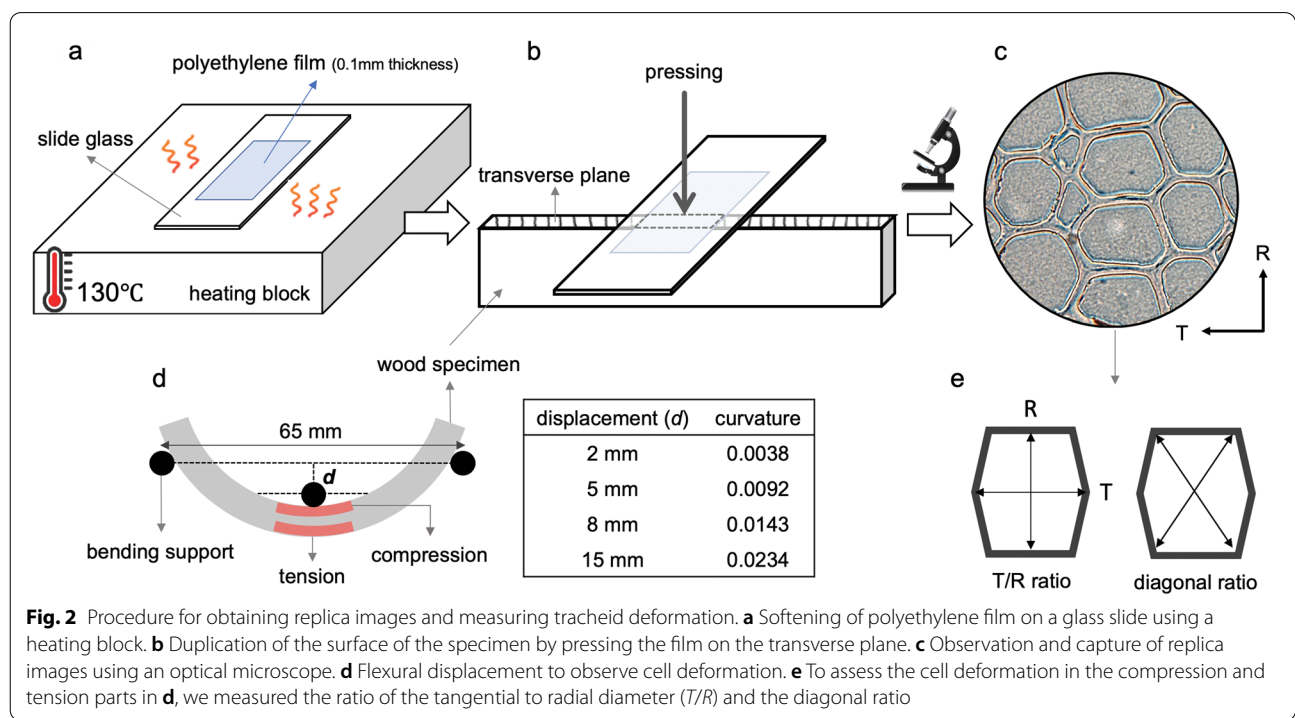 a
polyethylene film (0.1mm thickness)
slide glass
130℃
heating block
b
pressing
transverse plane
c
R
T
wood specimen
d
65 mm
d
bending support
tension
compression
displacement (d) curvature
2 mm 0.0038
5 mm 0.0092
8 mm 0.0143
15 mm 0.0234
e
R
T
T/R ratio
diagonal ratio
Fig. 2 Procedure for obtaining replica images and measuring tracheid deformation. a Softening of polyethylene film on a glass slide using a
heating block. b Duplication of the surface of the specimen by pressing the film on the transverse plane. c Observation and capture of replica
images using an optical microscope. d Flexural displacement to observe cell deformation. e To assess the cell deformation in the compression and
tension parts in d, we measured the ratio of the tangential to radial diameter (T/R) and the diagonal ratio